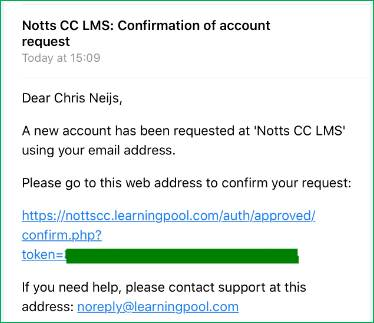 Notts CC LMS: Confirmation of account
request
Today at 15:09
Dear Chris Neijs,
A new account has been requested at 'Notts CC LMS'
using your email address.
Please go to this web address to confirm your request:
https://nottscc.learningpool.com/auth/approved/
confirm.php?
token=
If you need help, please contact support at this
address: noreply@learningpool.com